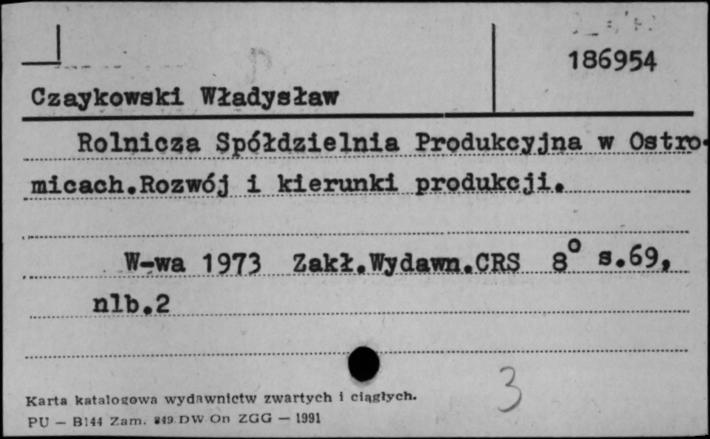 186954
Czaykowski Władysław
Rolnicza Spółdzielnia Produkcyjna w Ostro-
micach.Rozwój i kierunki produkcji.
W-wa 1973 Zakł.Wydawn.CRS 8° s.69,
nlb.2
3
Karta katalogowa wydawnictw zwartych i ciągłych.
PU — B144 Zam. 849 DW On ZGG — 1991